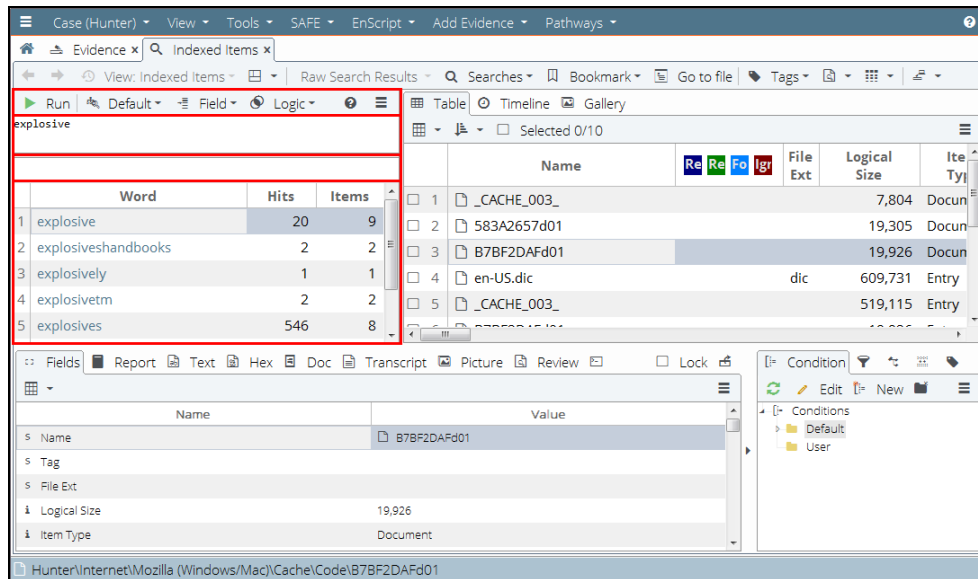 Case (Hunter) View Tools SAFE EnScript Add Evidence Pathways
Evidence x Indexed Items x
View: Indexed Items Raw Search Results Searches Bookmark Go to file Tags
Run Default Field Logic
explosive
Word Hits Items
1 explosive 20 9
2 explosiveshandbooks 2 2
3 explosively 1 1
4 explosivetm 2 2
5 explosives 546 8
Table Timeline Gallery
Selected 0/10
Name Re Re Fo Igr File Ext Logical Size Ite Typ
1 _CACHE_003_ 7,804 Docum
2 583A2657d01 19,305 Docum
3 B7BF2DAFd01 19,926 Docum
4 en-US.dic dic 609,731 Entry
5 _CACHE_003_ 519,115 Entry
Fields Report Text Hex Doc Transcript Picture Review Lock
Name Value
s Name B7BF2DAFd01
s Tag
s File Ext
i Logical Size 19,926
i Item Type Document
Condition
Edit New
Conditions
Default
User
Hunter\Internet\Mozilla (Windows/Mac)\Cache\Code\B7BF2DAFd01